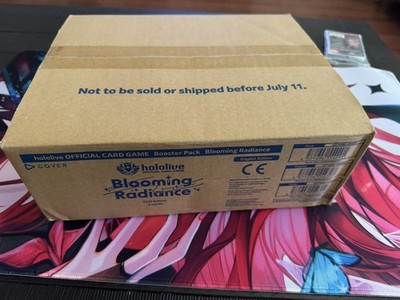 Not to be sold or shipped before July 11.
hololive OFFICIAL CARD GAME Booster Pack Blooming Radiance
COVER
hololive
Blooming
Radiance
English Edition
CE